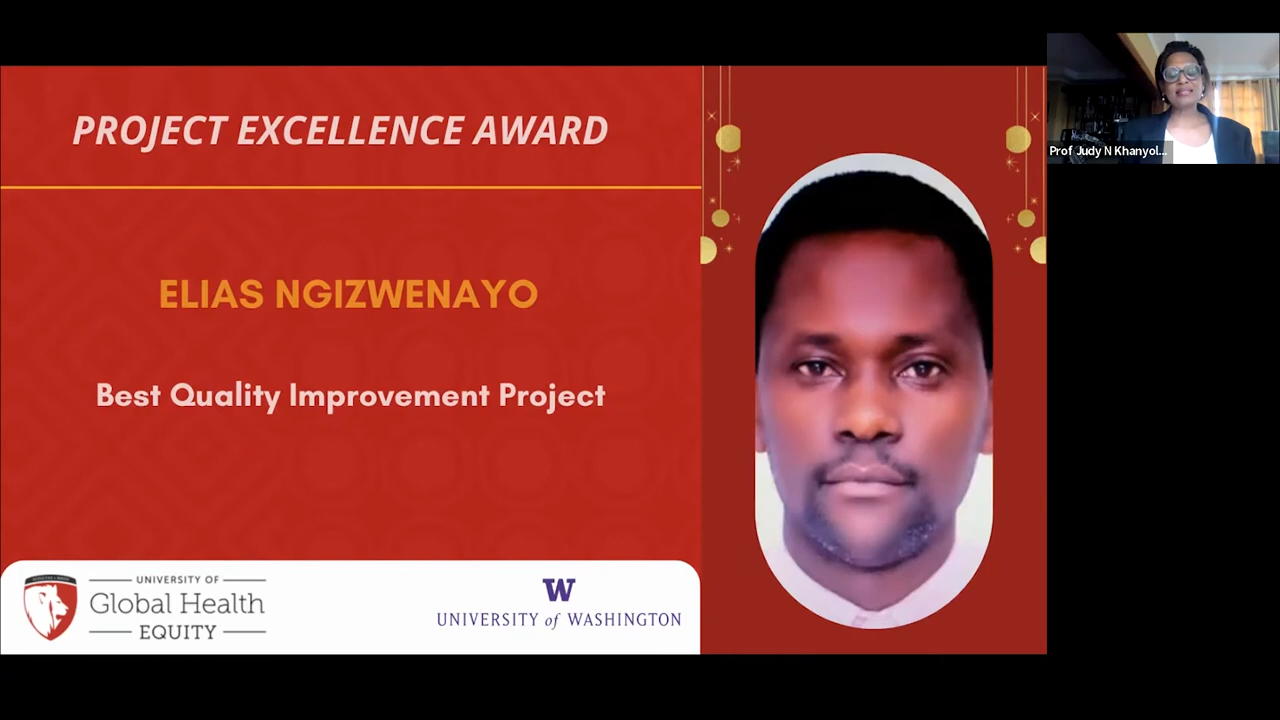 PROJECT EXCELLENCE AWARD
ELIAS NGIZWENAYO
Best Quality Improvement Project
UNIVERSITY OF
Global Health
EQUITY
W
UNIVERSITY of WASHINGTON
Prof Judy N Khanyol...